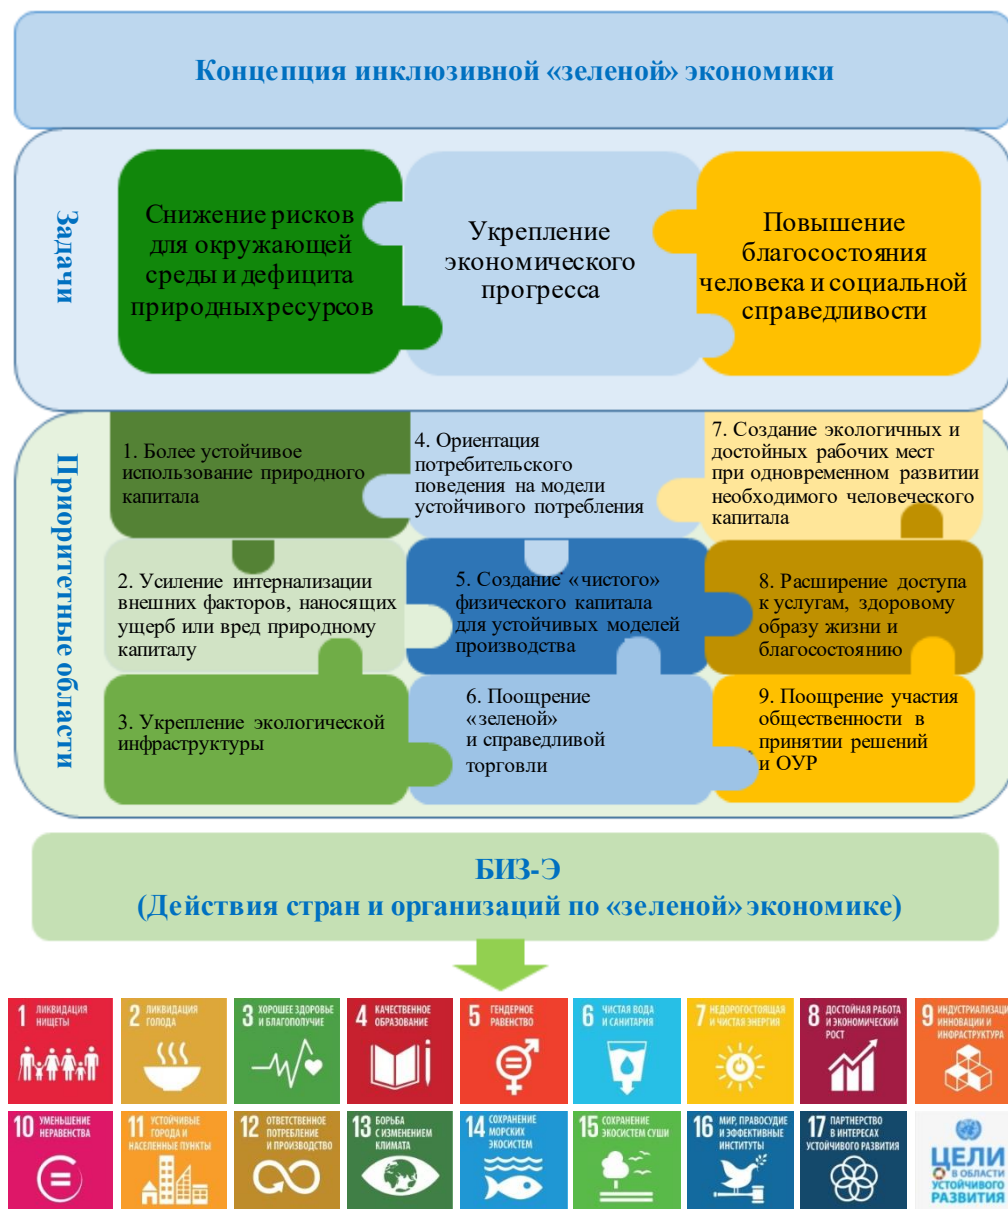 Концепция инклюзивной «зеленой» экономики
Задачи
Снижение рисков
для окружающей
среды и дефицита
природныхресурсов
Укрепление
экономического
прогресса
Повышение
благосостояния
человека и социальной
справедливости
Приоритетные области
1. Более устойчивое
использование природного
капитала
4. Ориентация
потребительского
поведения на модели
устойчивого потребления
7. Создание экологичных и
достойных рабочих мест
при одновременном развитии
необходимого человеческого
капитала
2. Усиление интернализации
внешних факторов, наносящих
ущерб или вред природному
капиталу
5. Создание «чистого»
физического капитала
для устойчивых моделей
производства
8. Расширение доступа
к услугам, здоровому
образу жизни и
благосостоянию
3. Укрепление экологической
инфраструктуры
6. Поощрение
«зеленой»
и справедливой
торговли
9. Поощрение участия
общественности в
принятии решений
и ОУР
БИЗ-Э
(Действия стран и организаций по «зеленой» экономике)
1 ЛИКВИДАЦИЯ
НИЩЕТЫ
2 ЛИКВИДАЦИЯ
ГОЛОДА
3 ХОРОШЕЕ ЗДОРОВЬЕ
И БЛАГОПОЛУЧИЕ
4 КАЧЕСТВЕННОЕ
ОБРАЗОВАНИЕ
5 ГЕНДЕРНОЕ
РАВЕНСТВО
6 ЧИСТАЯ ВОДА
И САНИТАРИЯ
7 НЕДОРОГОСТОЯЩАЯ
И ЧИСТАЯ ЭНЕРГИЯ
8 ДОСТОЙНАЯ РАБОТА
И ЭКОНОМИЧЕСКИЙ
РОСТ
9 ИНДУСТРИАЛИЗАЦИ
ИННОВАЦИИ И
ИНФРАСТРУКТУРА
10 УМЕНЬШЕНИЕ
НЕРАВЕНСТВА
11 УСТОЙЧИВЫЕ
ГОРОДА И
НАСЕЛЕННЫЕ ПУНКТЫ
12 ОТВЕТСТВЕННОЕ
ПОТРЕБЛЕНИЕ
И ПРОИЗВОДСТВО
13 БОРЬБА
С ИЗМЕНЕНИЕМ
КЛИМАТА
14 СОХРАНЕНИЕ
МОРСКИХ
ЭКОСИСТЕМ
15 СОХРАНЕНИЕ
ЭКОСИСТЕМ СУШИ
16 МИР, ПРАВОСУДИЕ
И ЭФФЕКТИВНЫЕ
ИНСТИТУТЫ
17 ПАРТНЕРСТВО
В ИНТЕРЕСАХ
УСТОЙЧИВОГО РАЗВИТИЯ
ЦЕЛИ
В ОБЛАСТИ
УСТОЙЧИВОГО
РАЗВИТИЯ